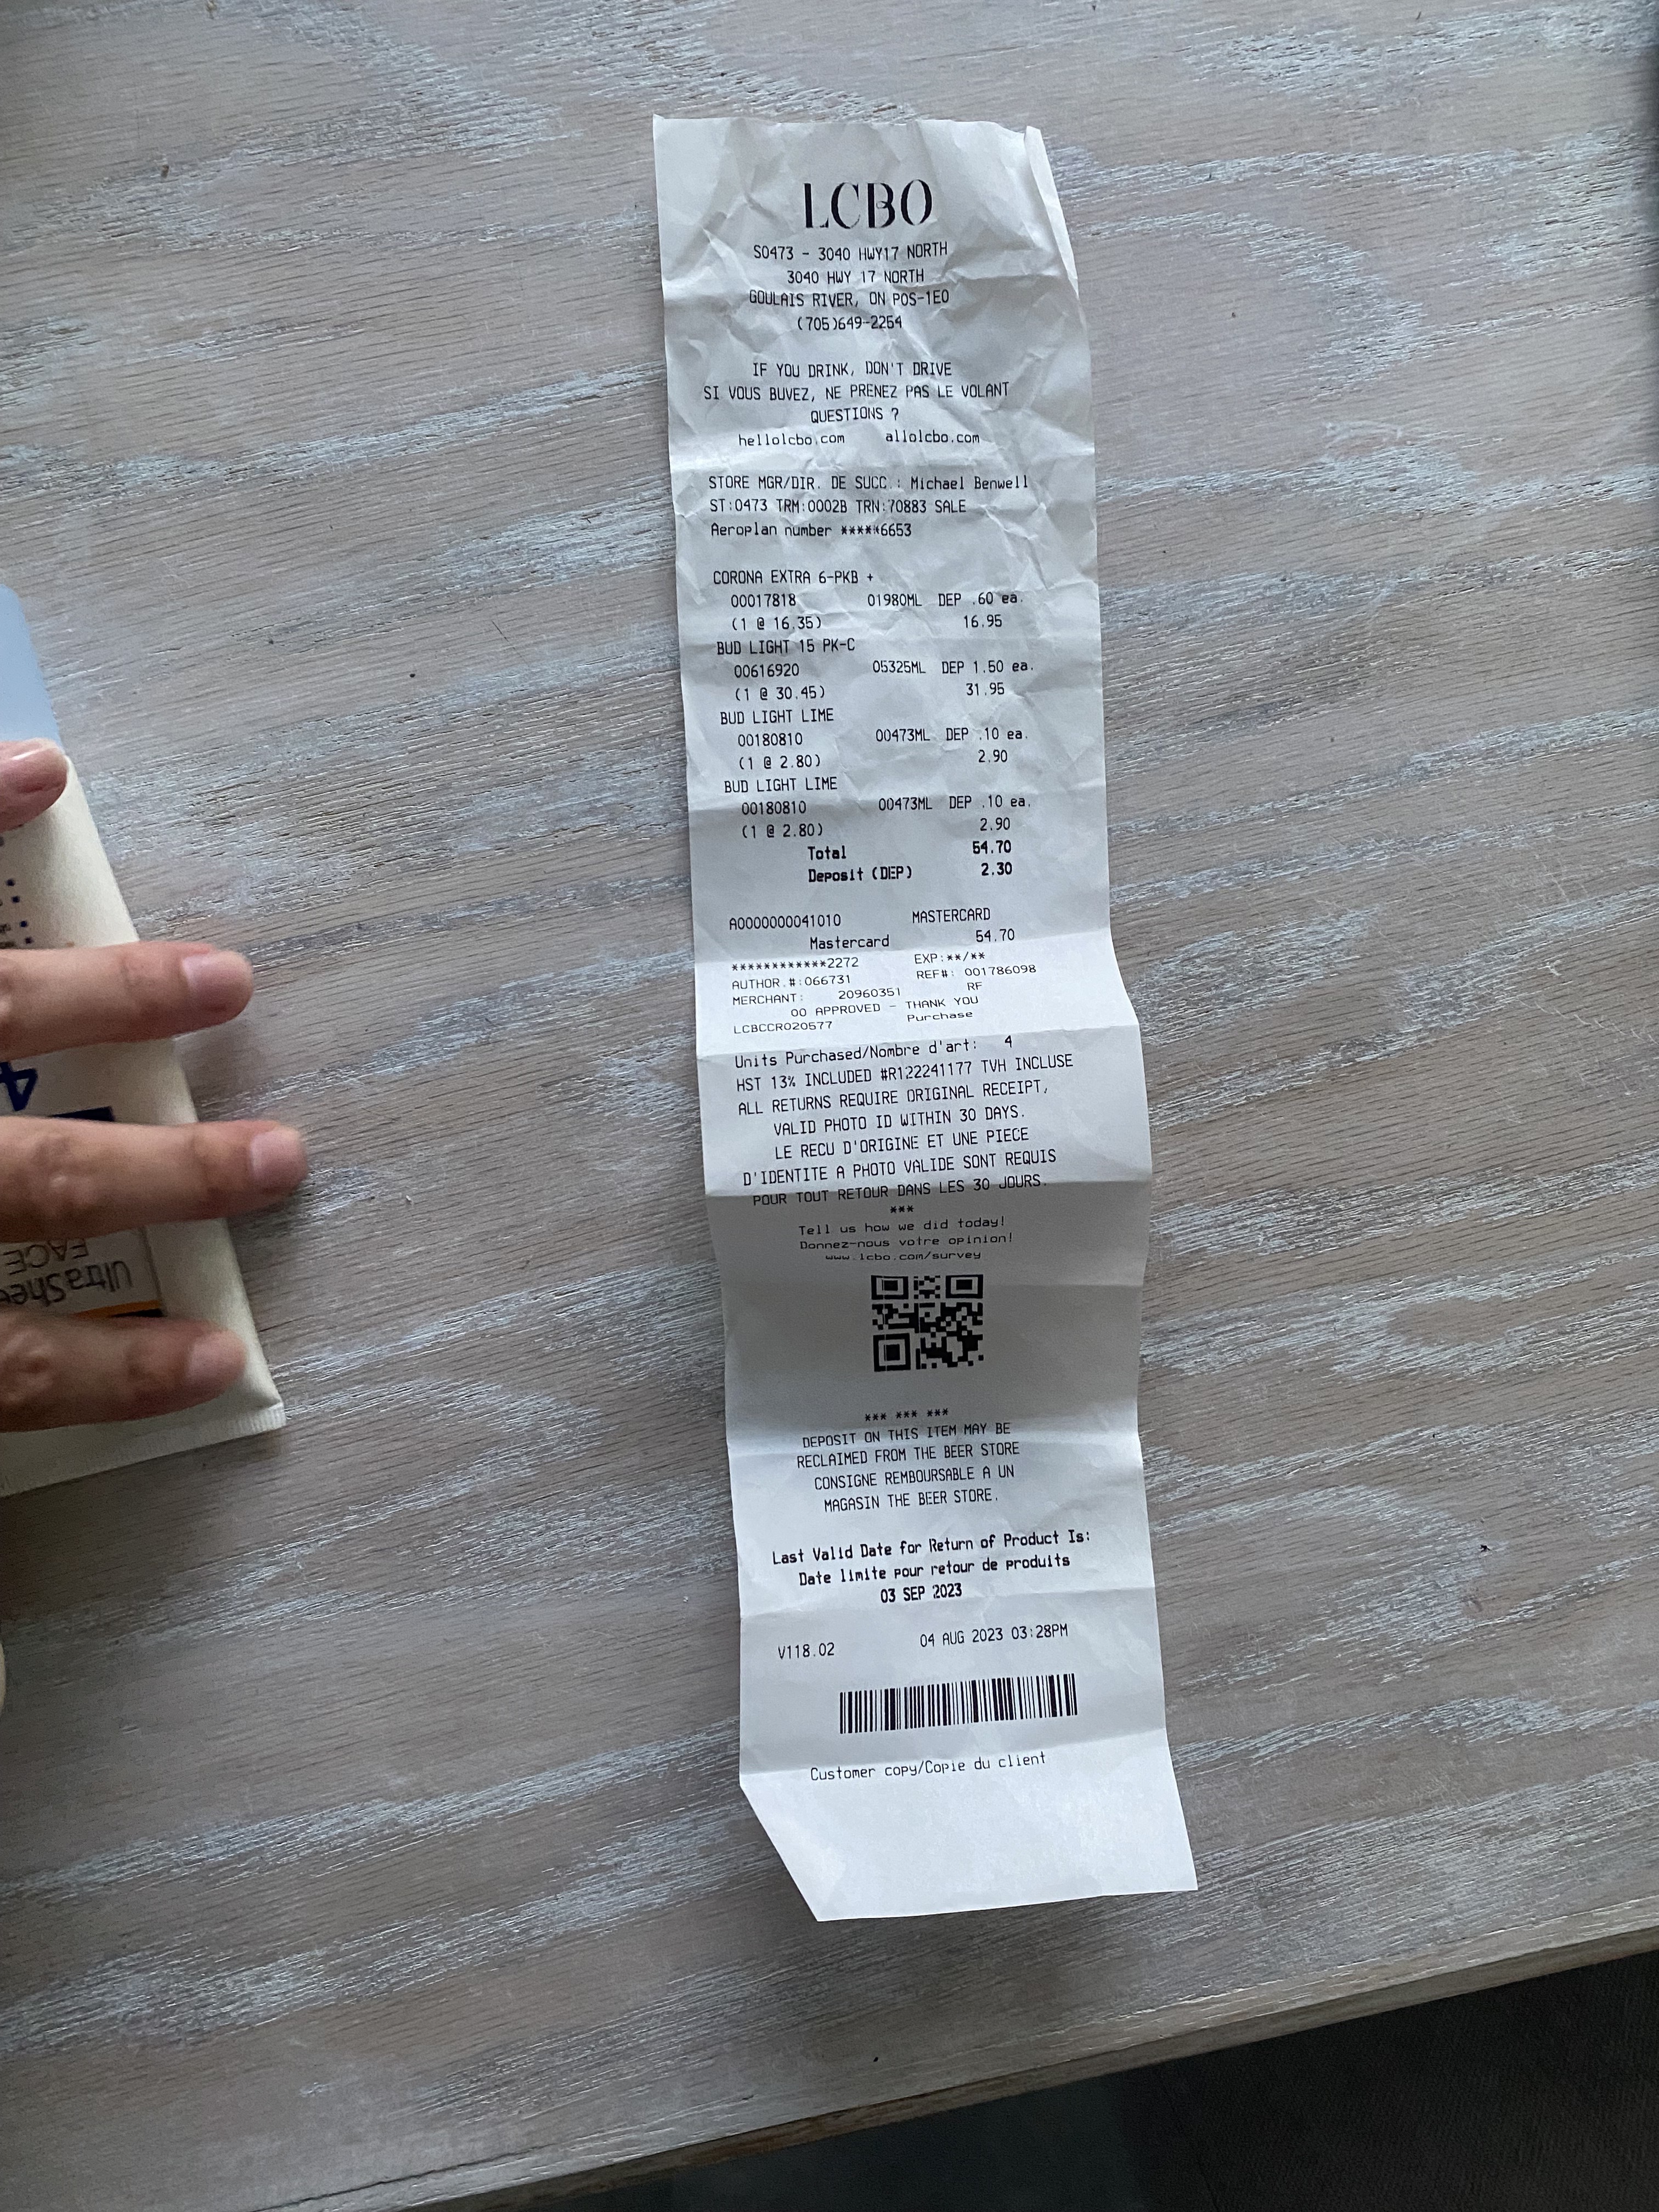 LCBO
S0473 - 3040 HWY17 NORTH
3040 HWY 17 NORTH
GOULAIS RIVER, ON P0S-1E0
(705)649-2254
IF YOU DRINK, DON'T DRIVE
SI VOUS BUVEZ, NE PRENEZ PAS LE VOLANT
QUESTIONS ?
hellolcbo.com allolcbo.com
STORE MGR/DIR. DE SUCC.: Michael Benwell
ST:0473 TRM:0002B TRN:70883 SALE
Aeroplan number *****6653
CORONA EXTRA 6-PKB +
00017818 01980ML DEP .60 ea.
(1 @ 16.35) 16.95
BUD LIGHT 15 PK-C
00616920 05325ML DEP 1.50 ea.
(1 @ 30.45) 31.95
BUD LIGHT LIME
00180810 00473ML DEP .10 ea.
(1 @ 2.80) 2.90
BUD LIGHT LIME
00180810 00473ML DEP .10 ea.
(1 @ 2.80) 2.90
Total 54.70
Deposit (DEP) 2.30
A0000000041010 MASTERCARD
Mastercard 54.70
************2272 EXP:**/**
AUTHOR.#:066731 REF#: 001786098
MERCHANT: 20960351 RF
00 APPROVED - THANK YOU
LCBCCR020577 Purchase
Units Purchased/Nombre d'art: 4
HST 13% INCLUDED #R122241177 TVH INCLUSE
ALL RETURNS REQUIRE ORIGINAL RECEIPT,
VALID PHOTO ID WITHIN 30 DAYS.
LE RECU D'ORIGINE ET UNE PIECE
D'IDENTITE A PHOTO VALIDE SONT REQUIS
POUR TOUT RETOUR DANS LES 30 JOURS.
***
Tell us how we did today!
Donnez-nous votre opinion!
www.lcbo.com/survey
*** *** ***
DEPOSIT ON THIS ITEM MAY BE
RECLAIMED FROM THE BEER STORE
CONSIGNE REMBOURSABLE A UN
MAGASIN THE BEER STORE.
Last Valid Date for Return of Product Is:
Date limite pour retour de produits
03 SEP 2023
V118.02 04 AUG 2023 03:28PM
Customer copy/Copie du client
FACE